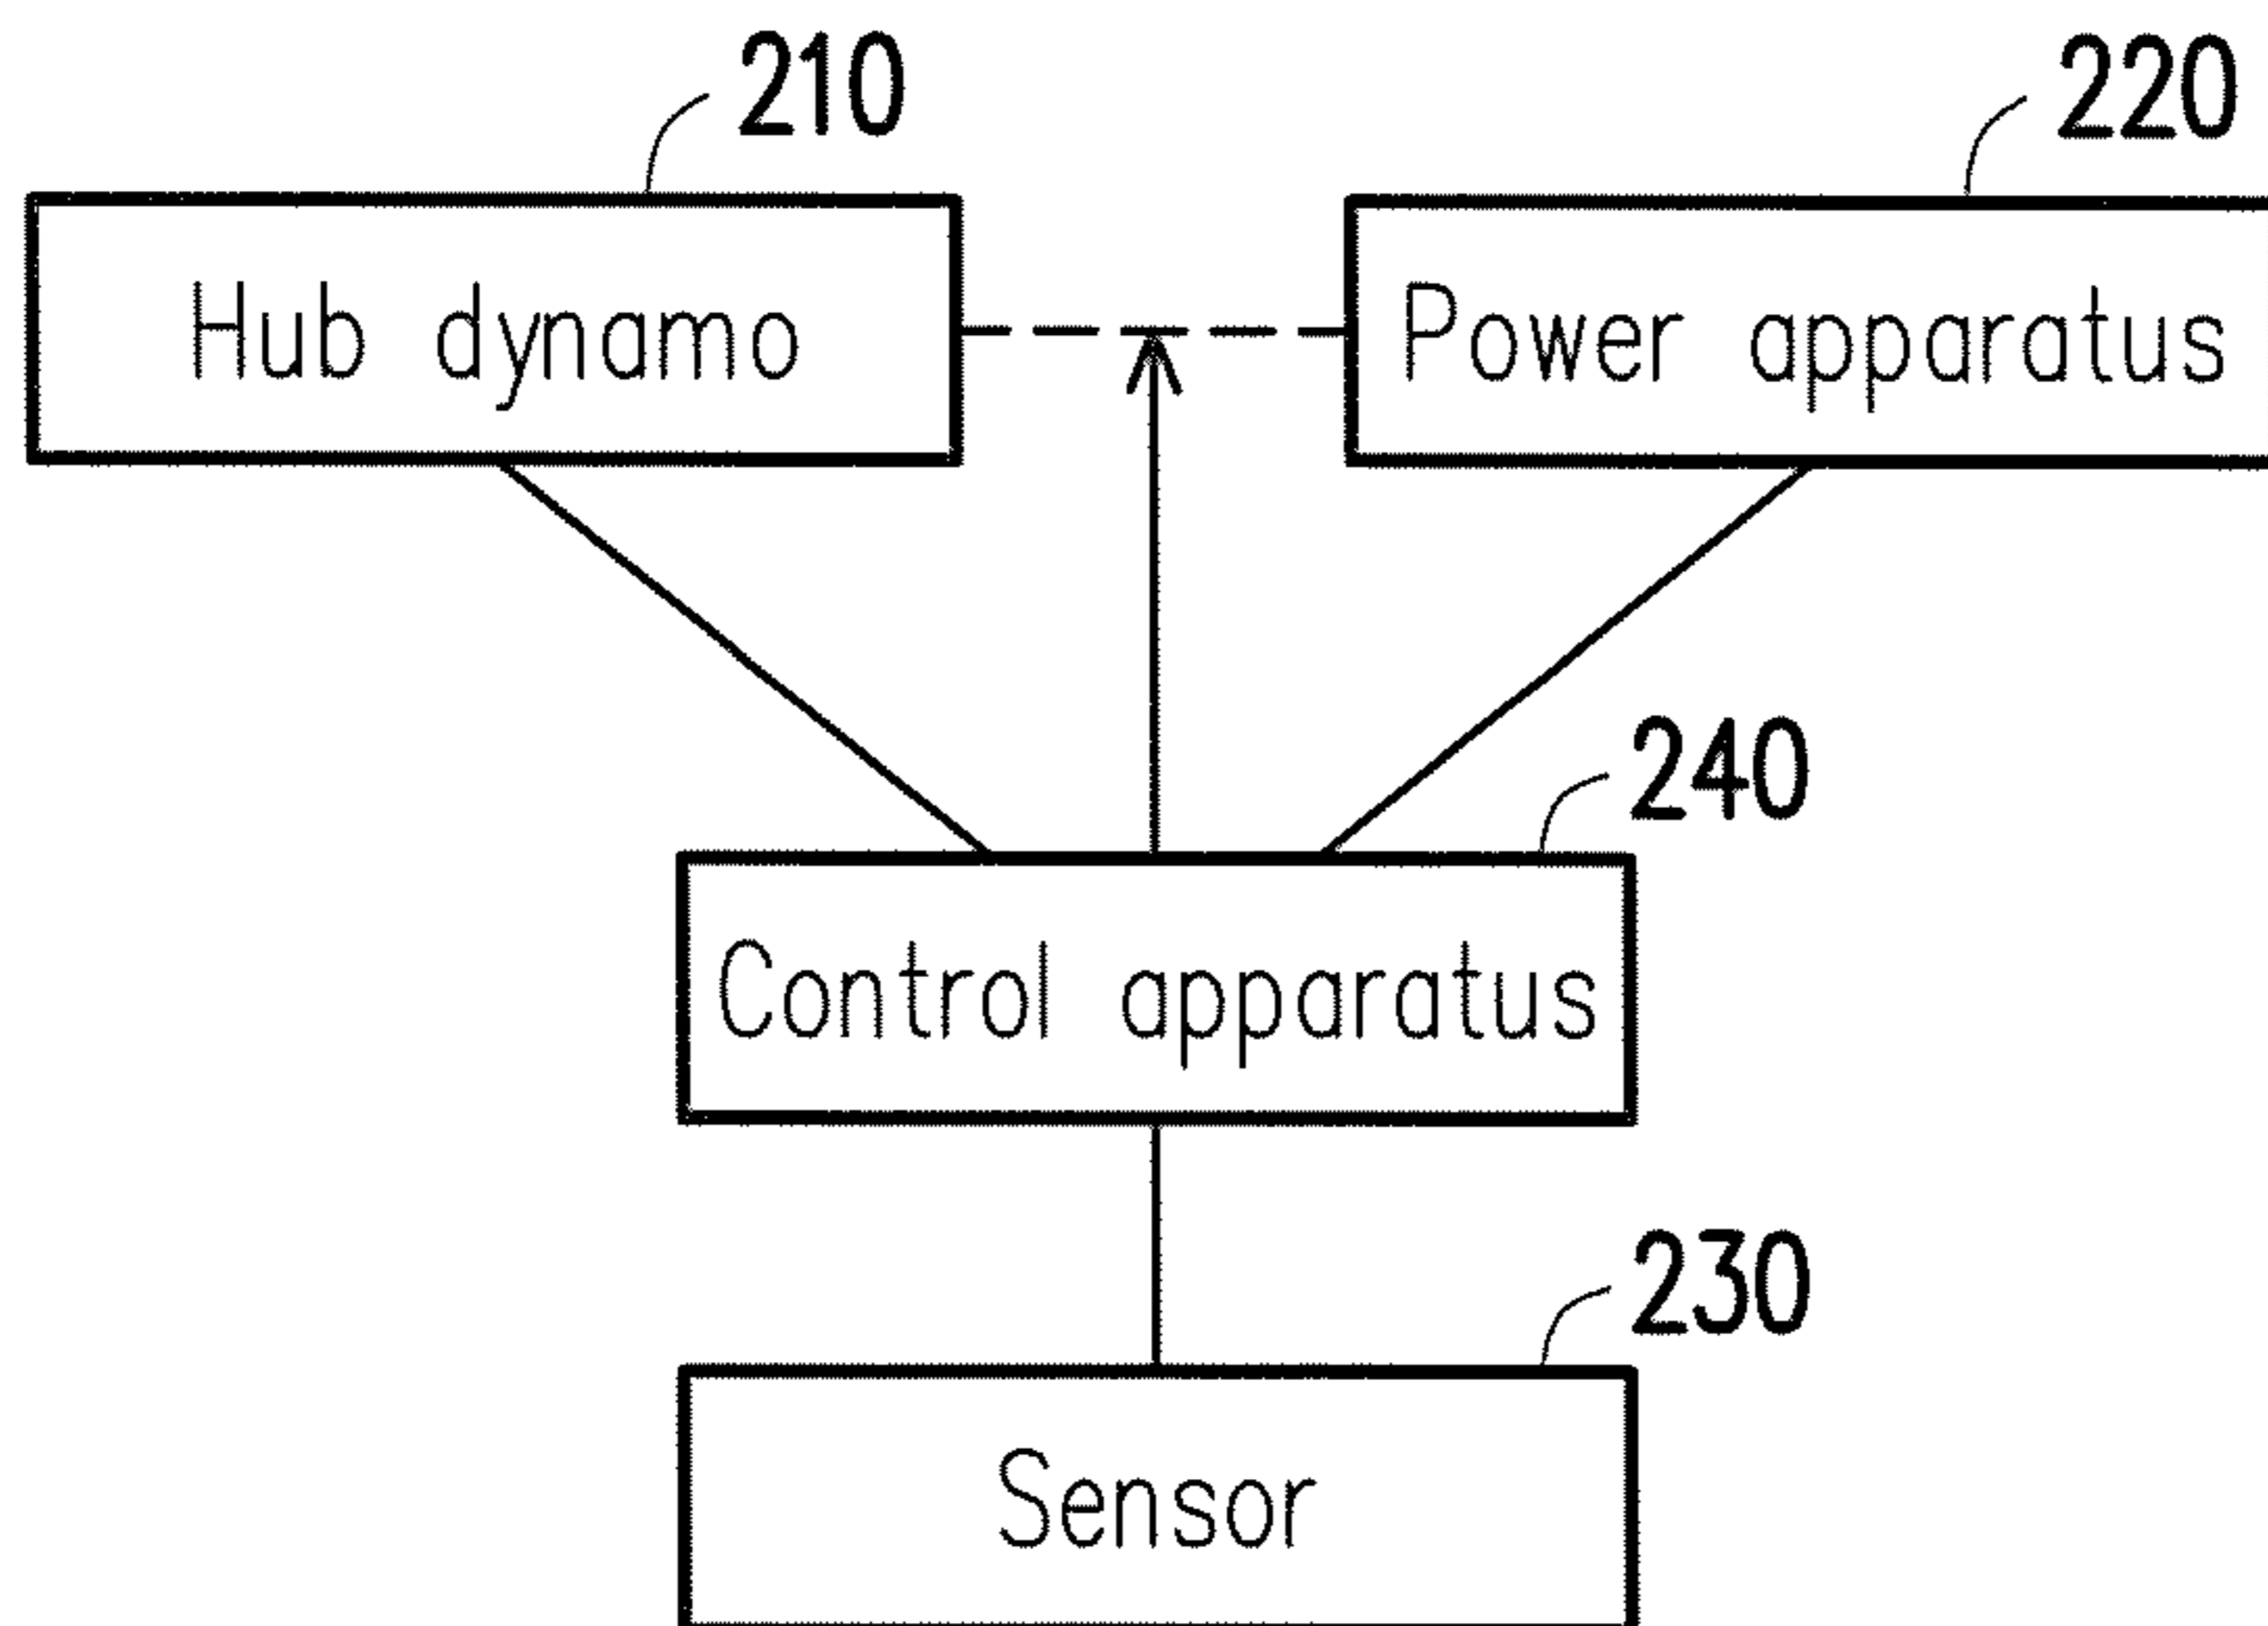 210
220
Hub dynamo
Power apparatus
240
Control apparatus
230
Sensor